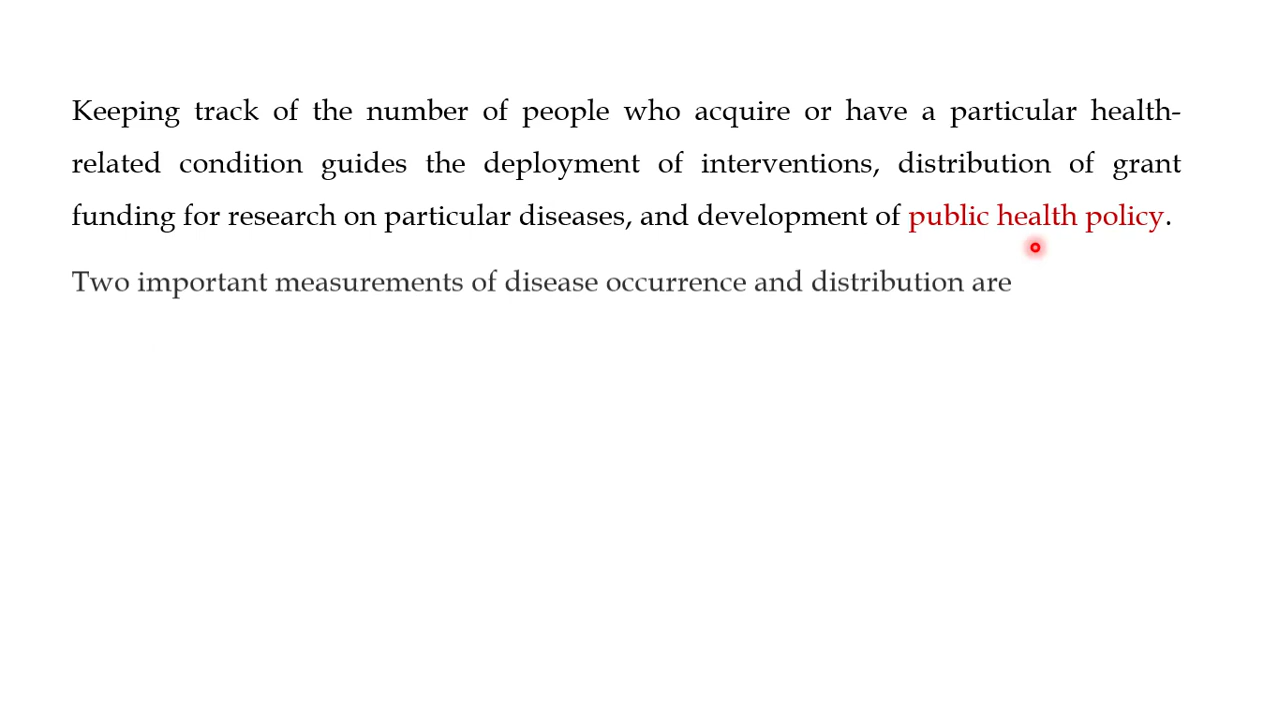 Keeping track of the number of people who acquire or have a particular health-
related condition guides the deployment of interventions, distribution of grant
funding for research on particular diseases, and development of public health policy.
Two important measurements of disease occurrence and distribution are